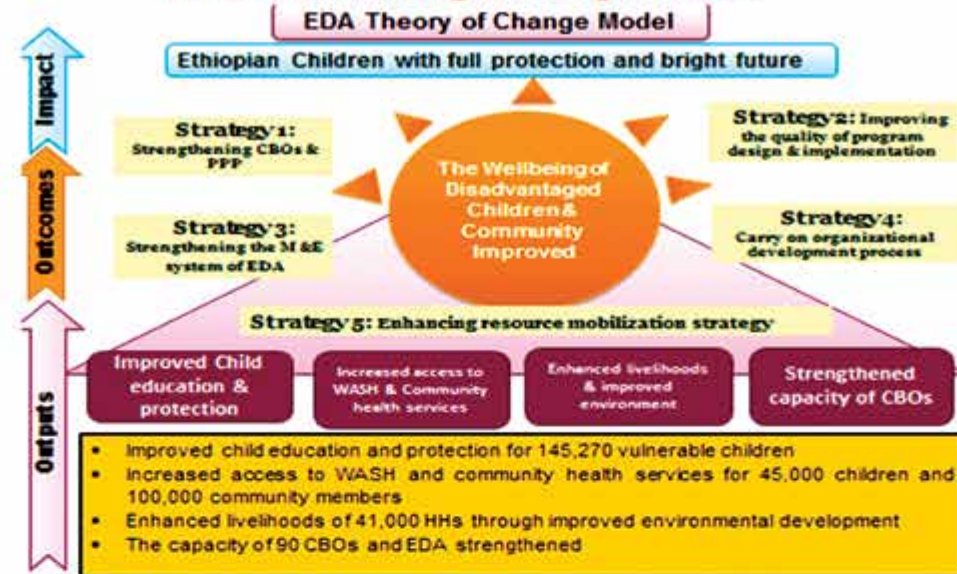 EDA Theory of Change Model
Ethiopian Children with full protection and bright future
Impact
Strategy1:
Strengthening CBOs &
PPP
Strategy2: Improving
the quality of program
design & implementation
The Wellbeing of
Disadvantaged
Children &
Community
Improved
Outcomes
Strategy3:
Strengthening the M &E
system of EDA
Strategy4:
Carry on organizational
development process
Strategy5: Enhancing resource mobilization strategy
Outputs
Improved Child
education &
protection
Increased access to
WASH & Community
health services
Enhanced livelihoods
& improved
environment
Strengthened
capacity of CBOs
• Improved child education and protection for 145,270 vulnerable children
• Increased access to WASH and community health services for 45,000 children and
100,000 community members
• Enhanced livelihoods of 41,000 HHs through improved environmental development
• The capacity of 90 CBOs and EDA strengthened